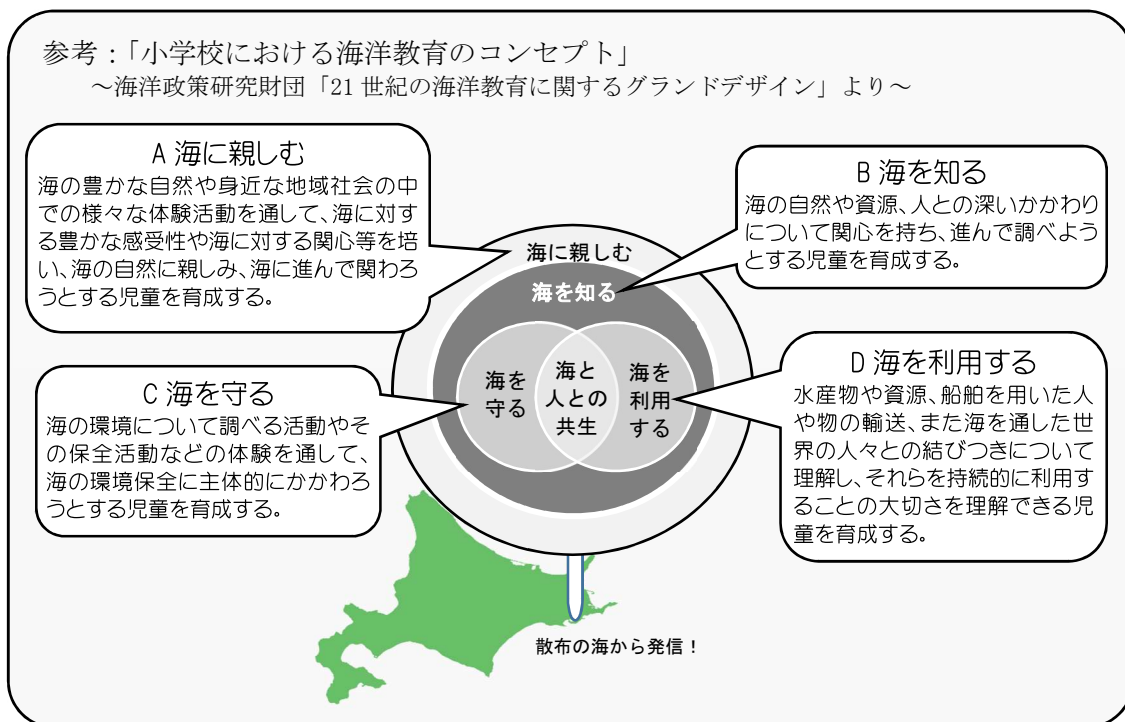 参考：「小学校における海洋教育のコンセプト」
～海洋政策研究財団「21 世紀の海洋教育に関するグランドデザイン」より～
A 海に親しむ
海の豊かな自然や身近な地域社会の中
での様々な体験活動を通して、海に対す
る豊かな感受性や海に対する関心等を培
い、海の自然に親しみ、海に進んで関わろ
うとする児童を育成する。
B 海を知る
海の自然や資源、人との深いかかわり
について関心を持ち、進んで調べよう
とする児童を育成する。
海に親しむ
海を知る
海を
守る
海と
人との
共生
海を
利用
する
C 海を守る
海の環境について調べる活動やそ
の保全活動などの体験を通して、
海の環境保全に主体的にかかわろ
うとする児童を育成する。
D 海を利用する
水産物や資源、船舶を用いた人
や物の輸送、また海を通した世
界の人々との結びつきについて
理解し、それらを持続的に利用す
ることの大切さを理解できる児
童を育成する。
散布の海から発信！